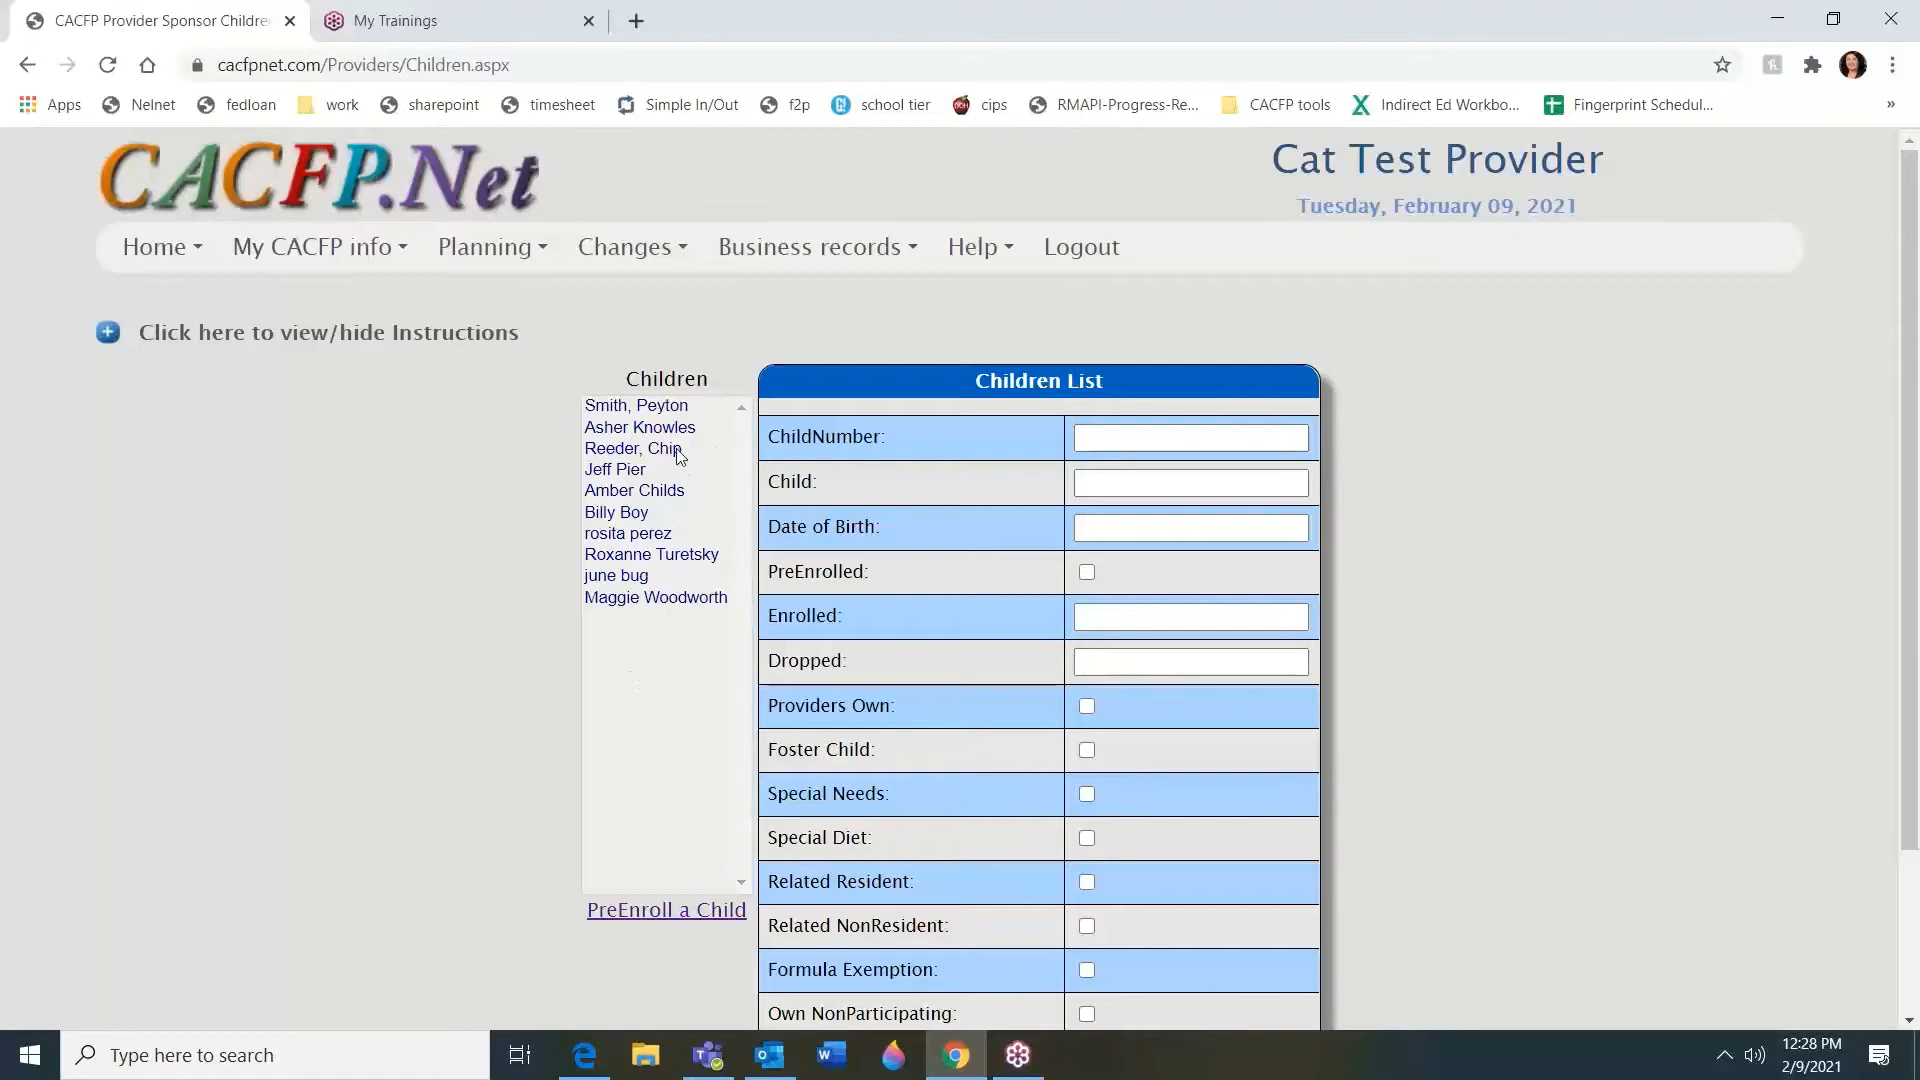 CACFP Provider Sponsor Childre
My Trainings
cacfpnet.com/Providers/Children.aspx
Apps
Nelnet
fedloan
work
sharepoint
timesheet
Simple In/Out
f2p
school tier
cips
RMAPI-Progress-Re...
CACFP tools
Indirect Ed Workbo...
Fingerprint Schedul...
»
CACFP.Net
Cat Test Provider
Tuesday, February 09, 2021
Home
My CACFP info
Planning
Changes
Business records
Help
Logout
Click here to view/hide Instructions
Children
Smith, Peyton
Asher Knowles
Reeder, Chip
Jeff Pier
Amber Childs
Billy Boy
rosita perez
Roxanne Turetsky
june bug
Maggie Woodworth
PreEnroll a Child
Children List
ChildNumber:
Child:
Date of Birth:
PreEnrolled:
Enrolled:
Dropped:
Providers Own:
Foster Child:
Special Needs:
Special Diet:
Related Resident:
Related NonResident:
Formula Exemption:
Own NonParticipating:
Type here to search
12:28 PM
2/9/2021